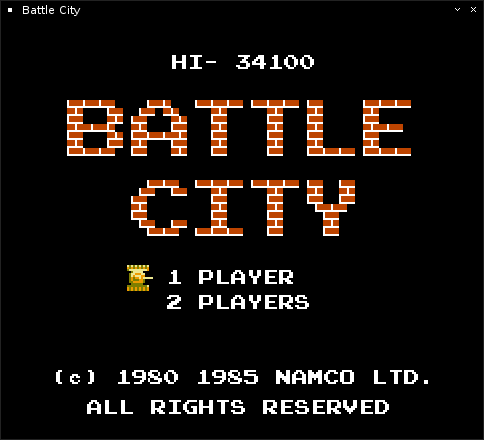 Battle City
HI- 34100
BATTLE
CITY
1 PLAYER
2 PLAYERS
(c) 1980 1985 NAMCO LTD.
ALL RIGHTS RESERVED